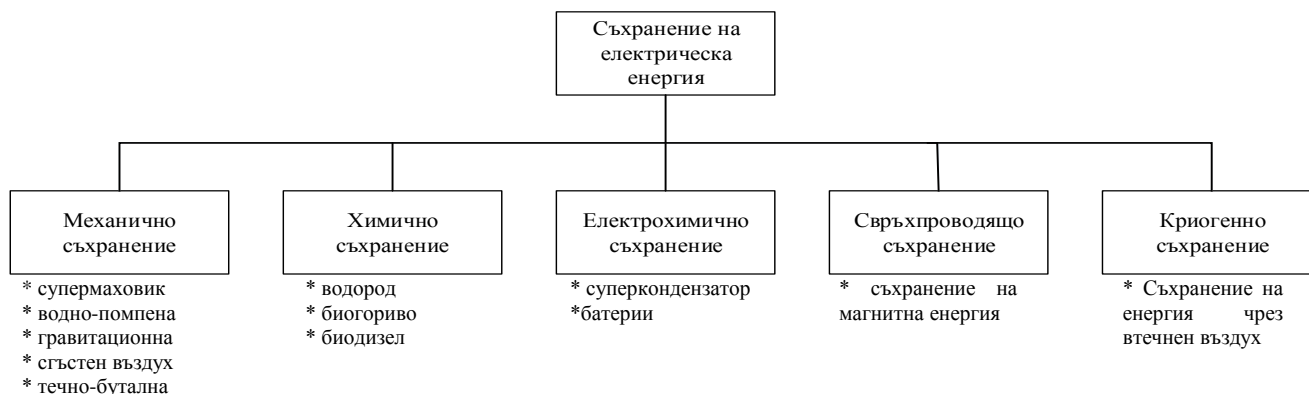 Съхранение на
електрическа
енергия
Механично
съхранение
* супермаховик
* водно-помпена
* гравитационна
* сгъстен въздух
* течно-бутална
Химично
съхранение
* водород
* биогориво
* биодизел
Електрохимично
съхранение
* суперкондензатор
*батерии
Свръхпроводящо
съхранение
* съхранение на
магнитна енергия
Криогенно
съхранение
* Съхранение на
енергия чрез
втечнен въздух